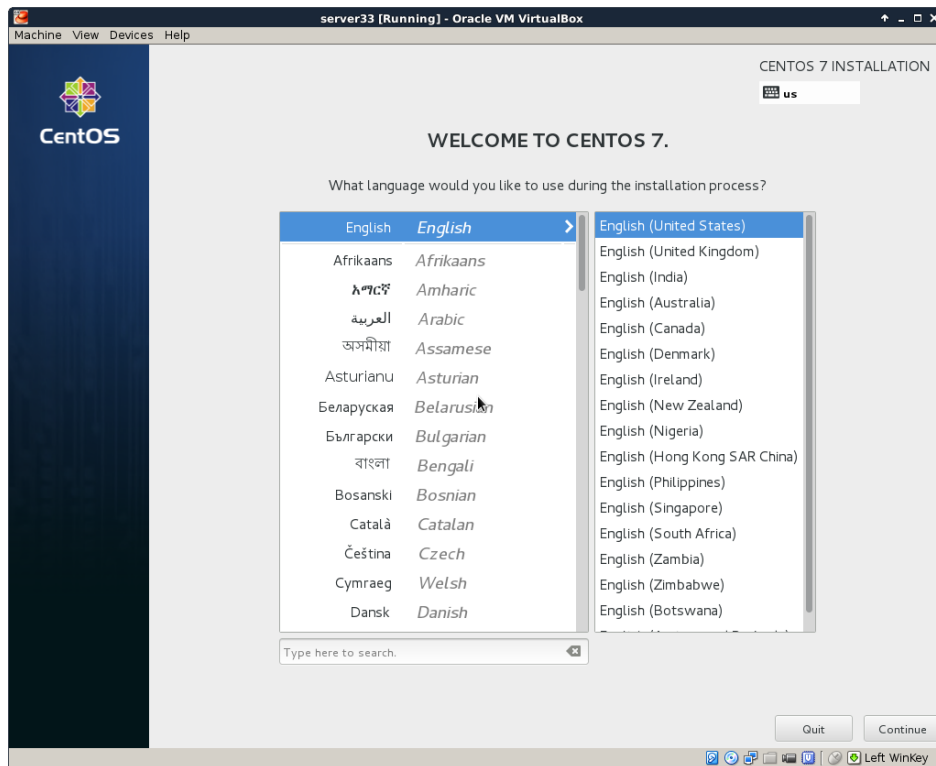 server33 [Running] - Oracle VM VirtualBox
Machine View Devices Help
CentOS
CENTOS 7 INSTALLATION
us
WELCOME TO CENTOS 7.
What language would you like to use during the installation process?
English English
Afrikaans Afrikaans
አማርኛ Amharic
العربية Arabic
অসমীয়া Assamese
Asturianu Asturian
Беларуская Belarusian
Български Bulgarian
বাংলা Bengali
Bosanski Bosnian
Català Catalan
Čeština Czech
Cymraeg Welsh
Dansk Danish
English (United States)
English (United Kingdom)
English (India)
English (Australia)
English (Canada)
English (Denmark)
English (Ireland)
English (New Zealand)
English (Nigeria)
English (Hong Kong SAR China)
English (Philippines)
English (Singapore)
English (South Africa)
English (Zambia)
English (Zimbabwe)
English (Botswana)
Type here to search.
Quit Continue
Left WinKey